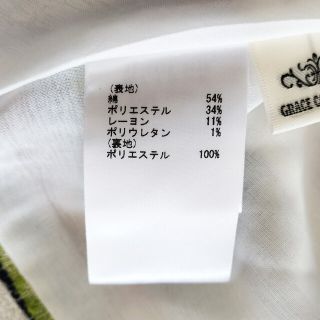 (表地)
綿 54%
ポリエステル 34%
レーヨン 11%
ポリウレタン 1%
(裏地)
ポリエステル 100%
GRACE